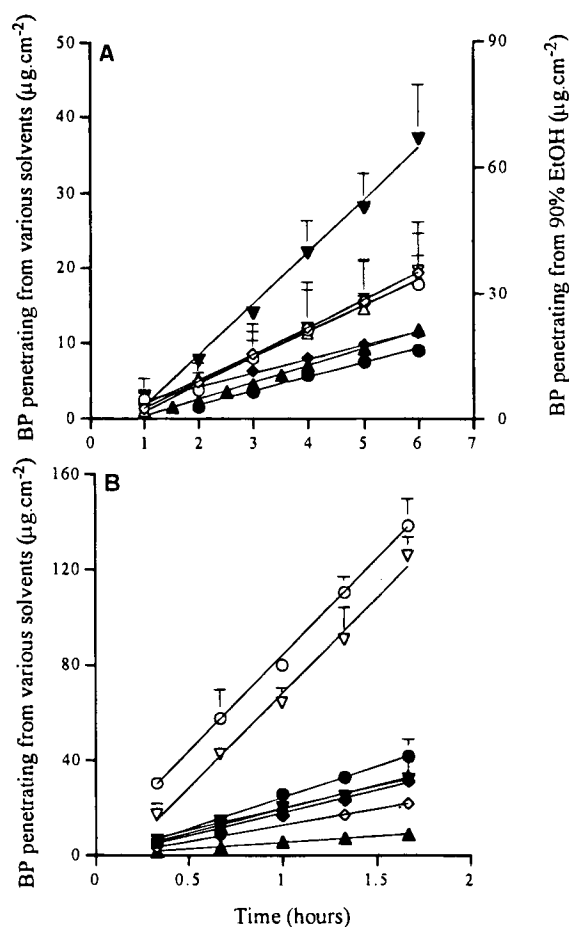 A
BP penetrating from various solvents (μg.cm⁻²)
50
40
30
20
10
0
BP penetrating from 90% EtOH (μg.cm⁻²)
90
60
30
0
0 1 2 3 4 5 6 7
B
BP penetrating from various solvents (μg.cm⁻²)
160
120
80
40
0
0 0.5 1 1.5 2
Time (hours)